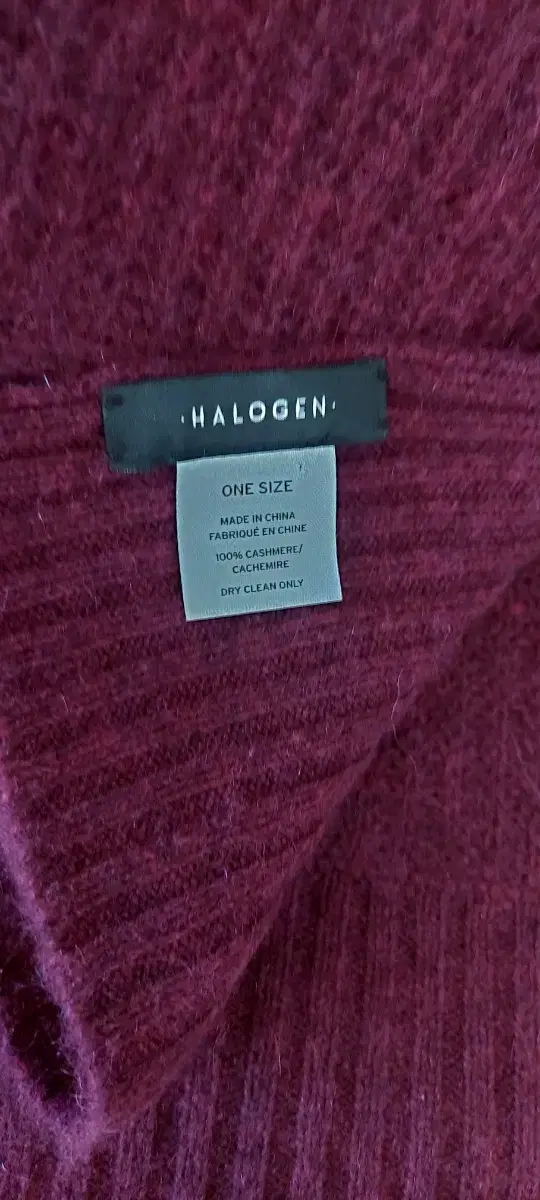 ·HALOGEN·
ONE SIZE
MADE IN CHINA
FABRIQUÉ EN CHINE
100% CASHMERE/
CACHEMIRE
DRY CLEAN ONLY